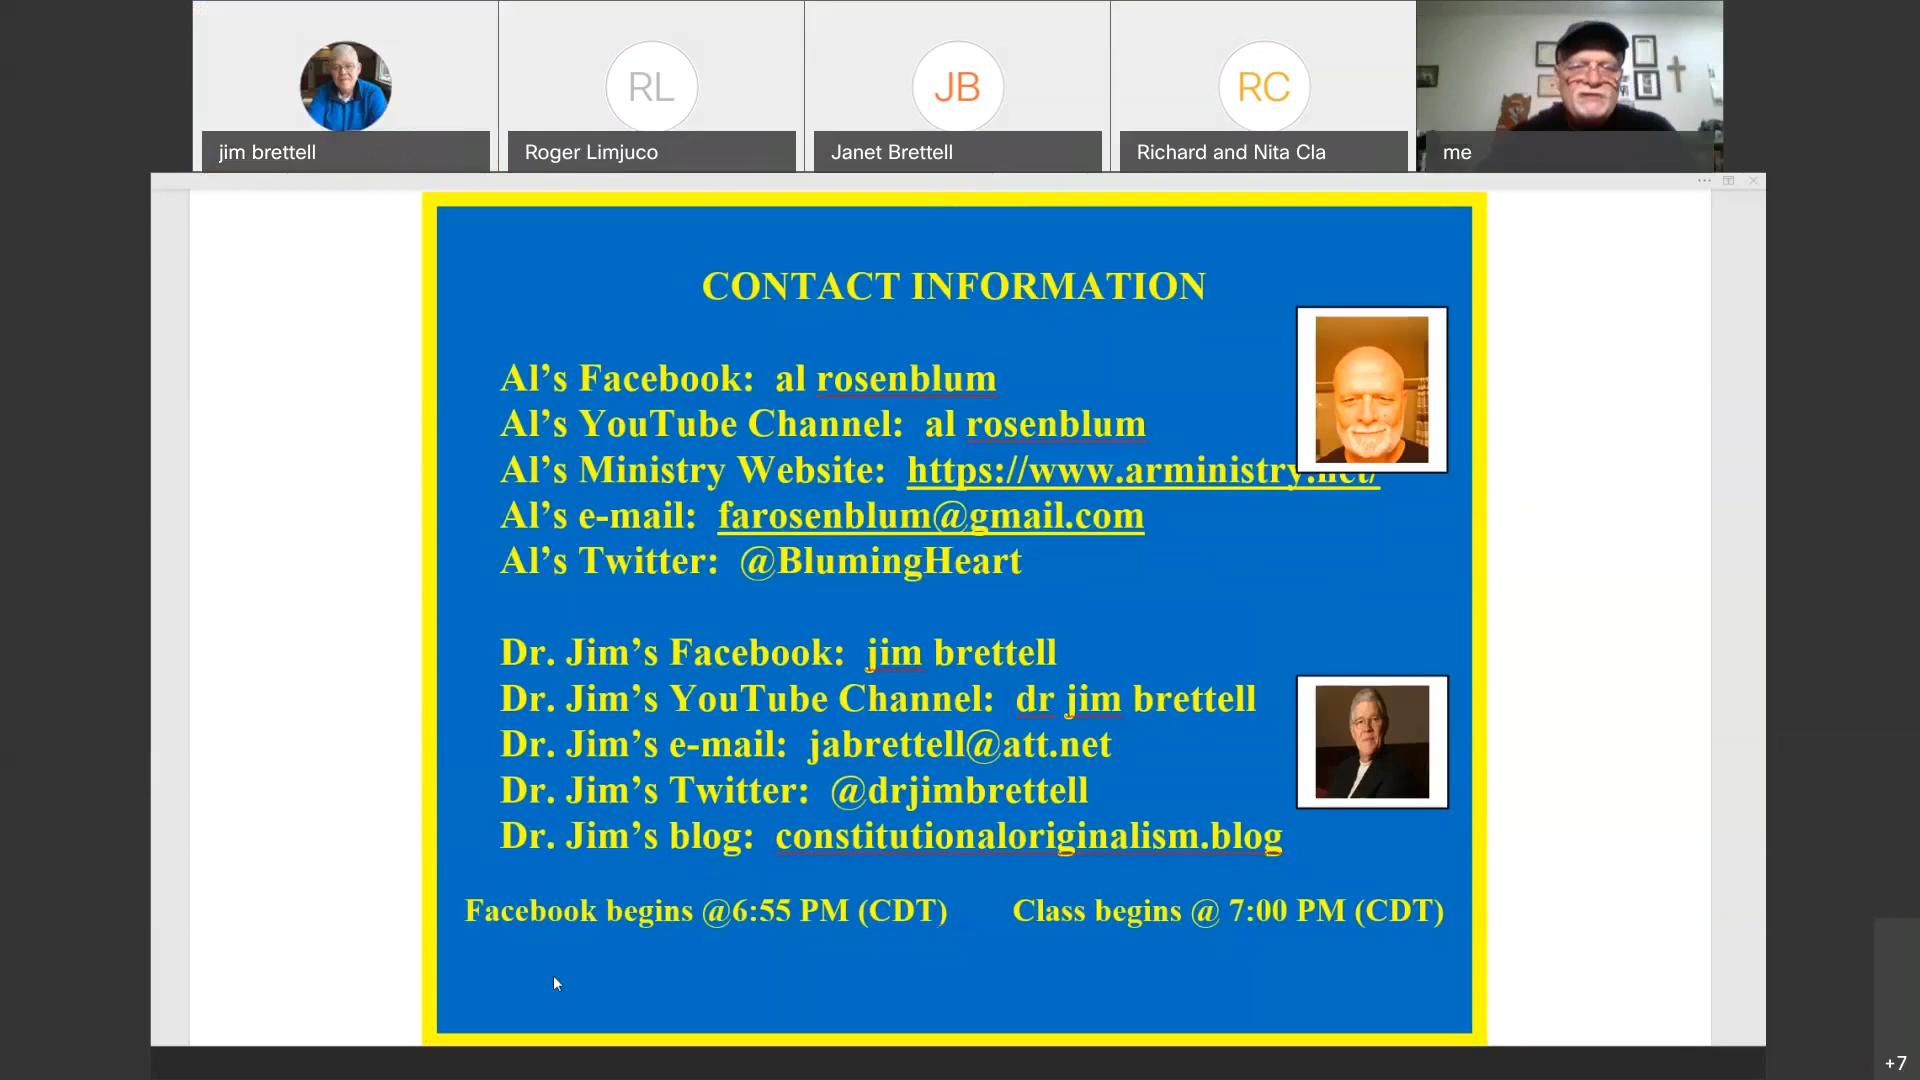 RL
JB
RC
jim brettell
Roger Limjuco
Janet Brettell
Richard and Nita Cla
me
CONTACT INFORMATION
Al’s Facebook: al rosenblum
Al’s YouTube Channel: al rosenblum
Al’s Ministry Website: https://www.arministry.net/
Al’s e-mail: farosenblum@gmail.com
Al’s Twitter: @BlumingHeart
Dr. Jim’s Facebook: jim brettell
Dr. Jim’s YouTube Channel: dr jim brettell
Dr. Jim’s e-mail: jabrettell@att.net
Dr. Jim’s Twitter: @drjimbrettell
Dr. Jim’s blog: constitutionaloriginalism.blog
Facebook begins @6:55 PM (CDT) Class begins @ 7:00 PM (CDT)
+7